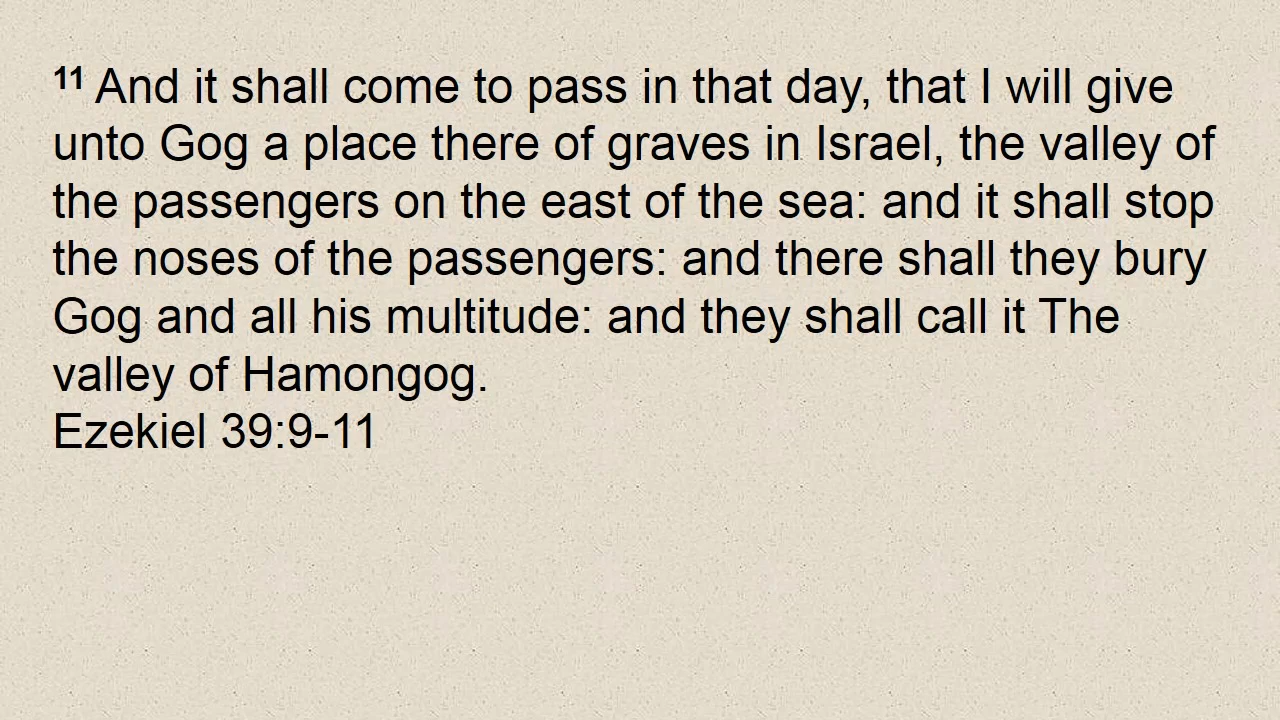 11 And it shall come to pass in that day, that I will give
unto Gog a place there of graves in Israel, the valley of
the passengers on the east of the sea: and it shall stop
the noses of the passengers: and there shall they bury
Gog and all his multitude: and they shall call it The
valley of Hamongog.
Ezekiel 39:9-11